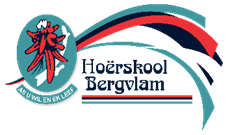 Hoërskool
Bergvlam
AS U WIL EN EK LEEF